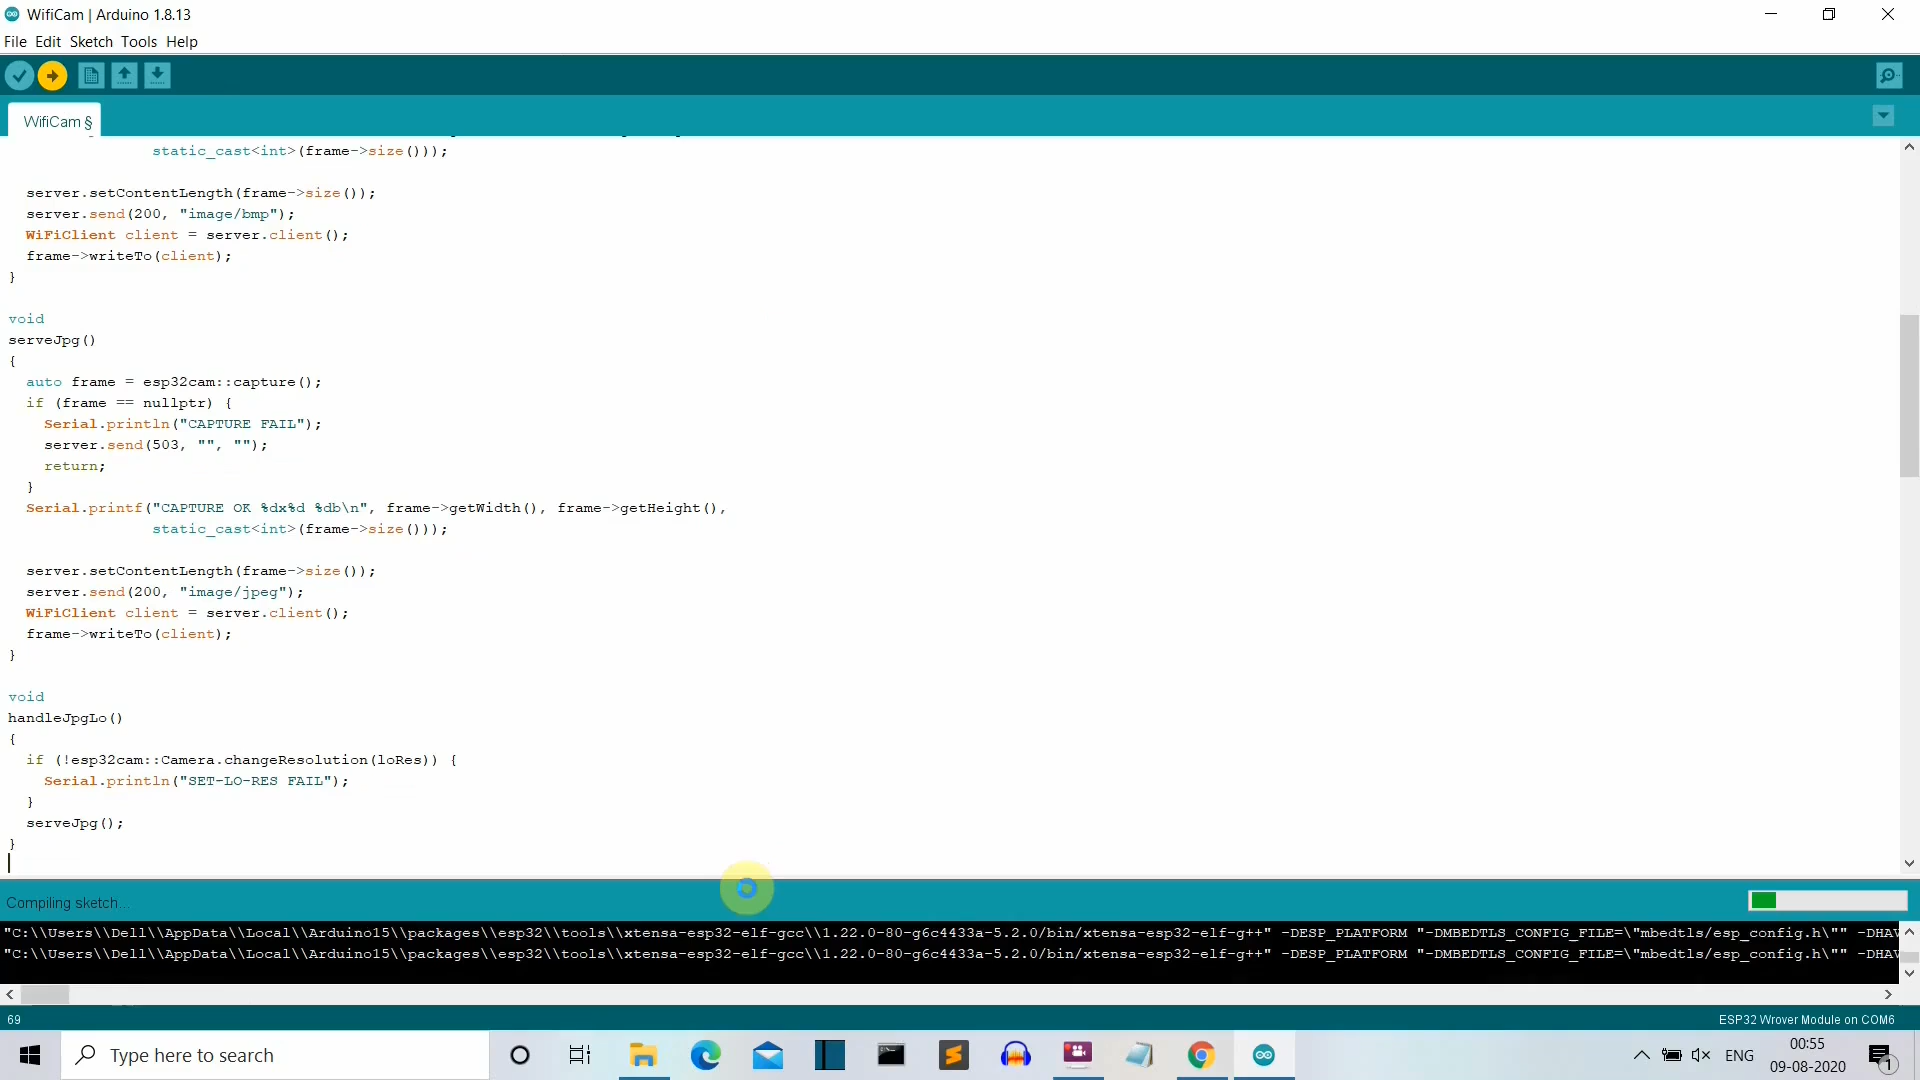 WifiCam | Arduino 1.8.13
File Edit Sketch Tools Help
WifiCam §
static_cast<int>(frame->size()));
server.setContentLength(frame->size());
server.send(200, "image/bmp");
WiFiClient client = server.client();
frame->writeTo(client);
}
void
serveJpg()
{
auto frame = esp32cam::capture();
if (frame == nullptr) {
Serial.println("CAPTURE FAIL");
server.send(503, "", "");
return;
}
Serial.printf("CAPTURE OK %dx%d %db\n", frame->getWidth(), frame->getHeight(),
static_cast<int>(frame->size()));
server.setContentLength(frame->size());
server.send(200, "image/jpeg");
WiFiClient client = server.client();
frame->writeTo(client);
}
void
handleJpgLo()
{
if (!esp32cam::Camera.changeResolution(loRes)) {
Serial.println("SET-LO-RES FAIL");
}
serveJpg();
}
Compiling sketch...
"C:\\Users\\Dell\\AppData\\Local\\Arduino15\\packages\\esp32\\tools\\xtensa-esp32-elf-gcc\\1.22.0-80-g6c4433a-5.2.0/bin/xtensa-esp32-elf-g++" -DESP_PLATFORM "-DMBEDTLS_CONFIG_FILE=\"mbedtls/esp_config.h\"" -DHAV
"C:\\Users\\Dell\\AppData\\Local\\Arduino15\\packages\\esp32\\tools\\xtensa-esp32-elf-gcc\\1.22.0-80-g6c4433a-5.2.0/bin/xtensa-esp32-elf-g++" -DESP_PLATFORM "-DMBEDTLS_CONFIG_FILE=\"mbedtls/esp_config.h\"" -DHAV
69
ESP32 Wrover Module on COM6
Type here to search
ENG
00:55
09-08-2020
1